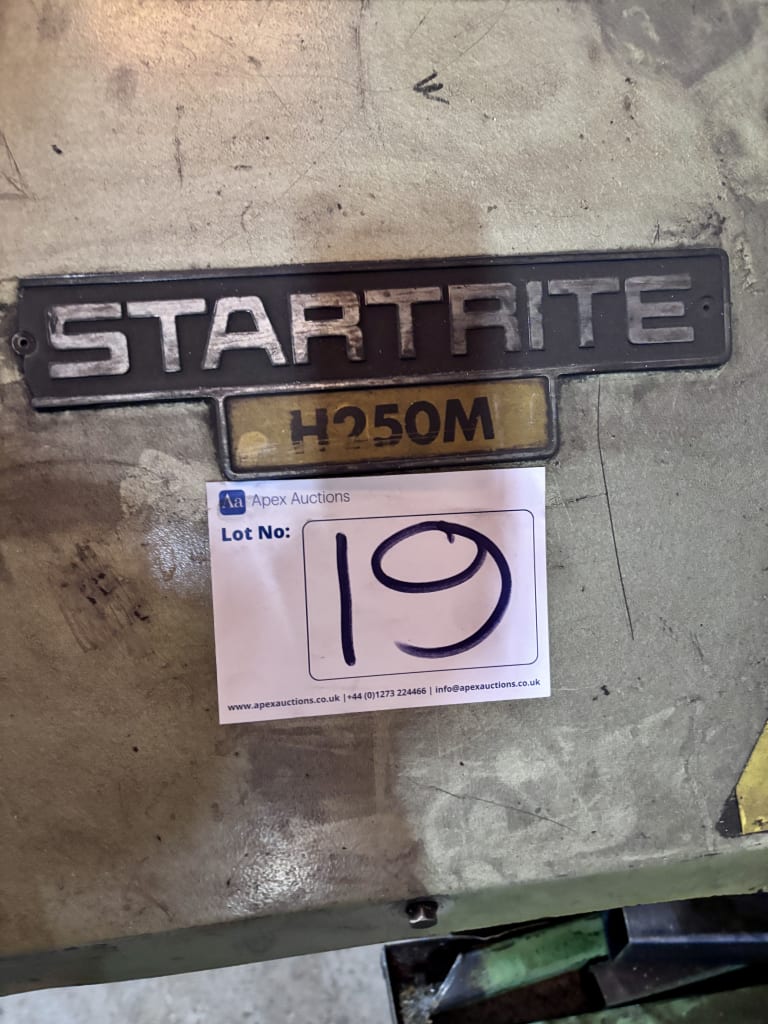 STARTRITE
H250M
Aa Apex Auctions
Lot No:
19
www.apexauctions.co.uk | +44 (0)1273 224466 | info@apexauctions.co.uk